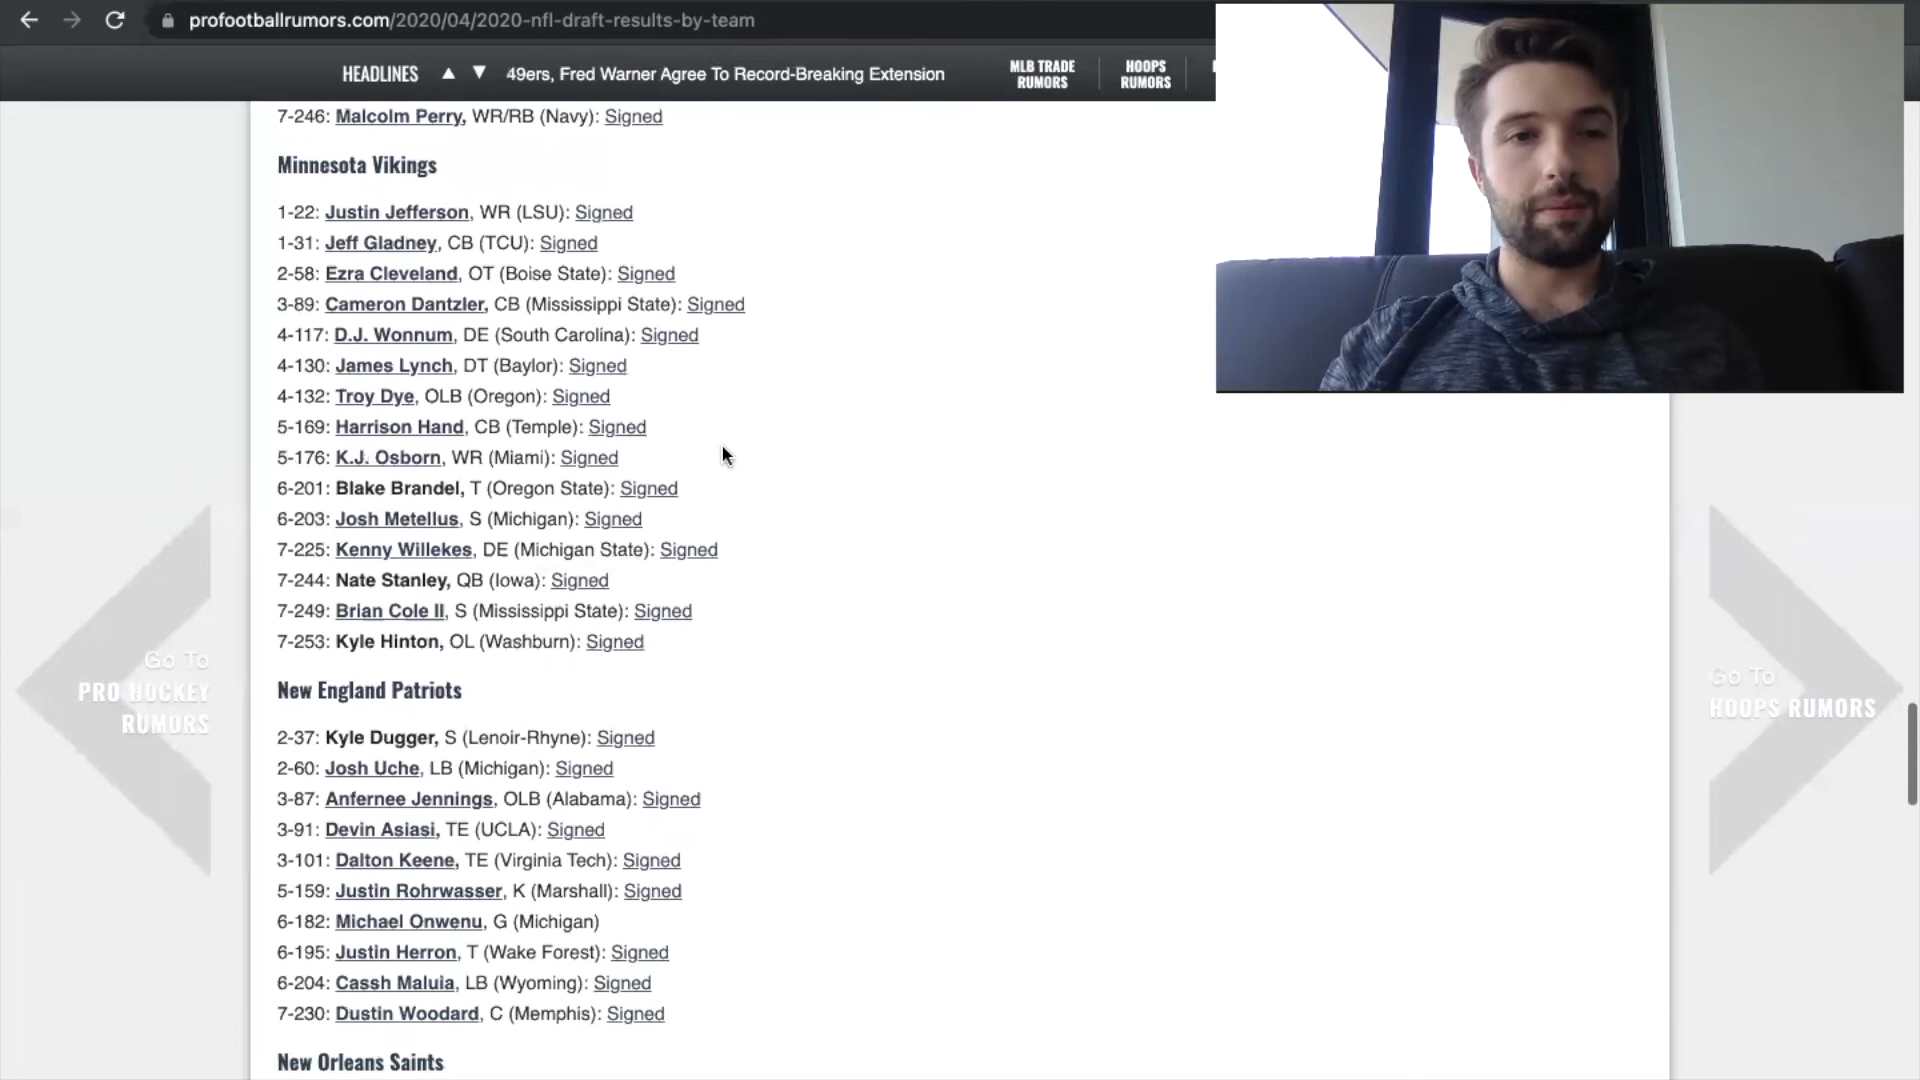 profootballrumors.com/2020/04/2020-nfl-draft-results-by-team
HEADLINES ▲ ▼ 49ers, Fred Warner Agree To Record-Breaking Extension
MLB TRADE
RUMORS
HOOPS
RUMORS
7-246: Malcolm Perry, WR/RB (Navy): Signed
Minnesota Vikings
1-22: Justin Jefferson, WR (LSU): Signed
1-31: Jeff Gladney, CB (TCU): Signed
2-58: Ezra Cleveland, OT (Boise State): Signed
3-89: Cameron Dantzler, CB (Mississippi State): Signed
4-117: D.J. Wonnum, DE (South Carolina): Signed
4-130: James Lynch, DT (Baylor): Signed
4-132: Troy Dye, OLB (Oregon): Signed
5-169: Harrison Hand, CB (Temple): Signed
5-176: K.J. Osborn, WR (Miami): Signed
6-201: Blake Brandel, T (Oregon State): Signed
6-203: Josh Metellus, S (Michigan): Signed
7-225: Kenny Willekes, DE (Michigan State): Signed
7-244: Nate Stanley, QB (Iowa): Signed
7-249: Brian Cole II, S (Mississippi State): Signed
7-253: Kyle Hinton, OL (Washburn): Signed
New England Patriots
2-37: Kyle Dugger, S (Lenoir-Rhyne): Signed
2-60: Josh Uche, LB (Michigan): Signed
3-87: Anfernee Jennings, OLB (Alabama): Signed
3-91: Devin Asiasi, TE (UCLA): Signed
3-101: Dalton Keene, TE (Virginia Tech): Signed
5-159: Justin Rohrwasser, K (Marshall): Signed
6-182: Michael Onwenu, G (Michigan)
6-195: Justin Herron, T (Wake Forest): Signed
6-204: Cassh Maluia, LB (Wyoming): Signed
7-230: Dustin Woodard, C (Memphis): Signed
New Orleans Saints
Go To
PRO HOCKEY
RUMORS
Go To
HOOPS RUMORS